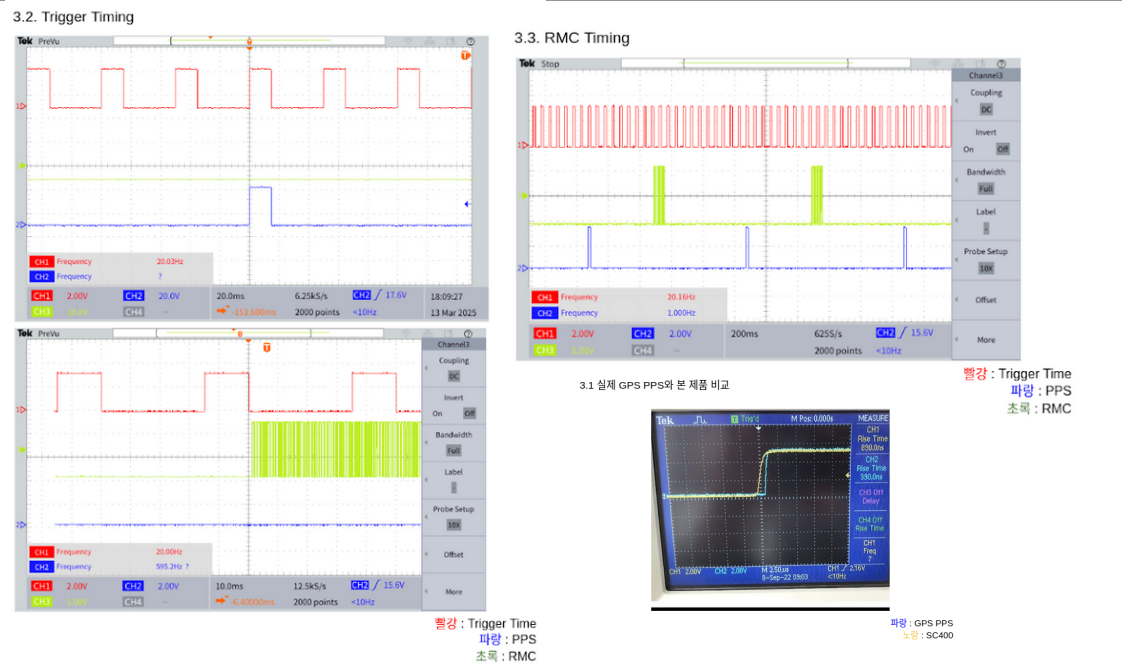 3.2. Trigger Timing
Tek PreVu
T
1
2
CH1 Frequency 20.03Hz
CH2 Frequency ?
CH1 2.00V CH2 20.0V 20.0ms 6.25kS/s CH2 / 17.6V 18:09:27
CH3 CH4 -- -153.600ms 2000 points <10Hz 13 Mar 2025
Tek PreVu
T
Channel3
Coupling
DC
Invert
On Off
Bandwidth
Full
Label
-
Probe Setup
10X
Offset
More
1
2
CH1 Frequency 20.00Hz
CH2 Frequency 595.2Hz ?
CH1 2.00V CH2 2.00V 10.0ms 12.5kS/s CH2 / 15.6V
CH3 CH4 -- -6.40000ms 2000 points <10Hz
빨강 : Trigger Time
파랑 : PPS
초록 : RMC
3.3. RMC Timing
Tek Stop
Channel3
Coupling
DC
Invert
On Off
Bandwidth
Full
Label
-
Probe Setup
10X
Offset
More
1
2
CH1 Frequency 20.16Hz
CH2 Frequency 1.000Hz
CH1 2.00V CH2 2.00V 200ms 625S/s CH2 / 15.6V
CH3 CH4 -- 2000 points <10Hz
빨강 : Trigger Time
파랑 : PPS
초록 : RMC
3.1 실제 GPS PPS와 본 제품 비교
Tek T Trig'd M Pos: 0.000s MEASURE
CH1
Rise Time
CH2
Rise Time
CH3 Off
Delay
CH4 Off
Rise Time
CH1
Freq
?
CH1 2.00V CH2 2.00V M 2.50µs CH1 / 2.16V
8-Sep-22 09:03 <10Hz
파랑 : GPS PPS
노랑 : SC400